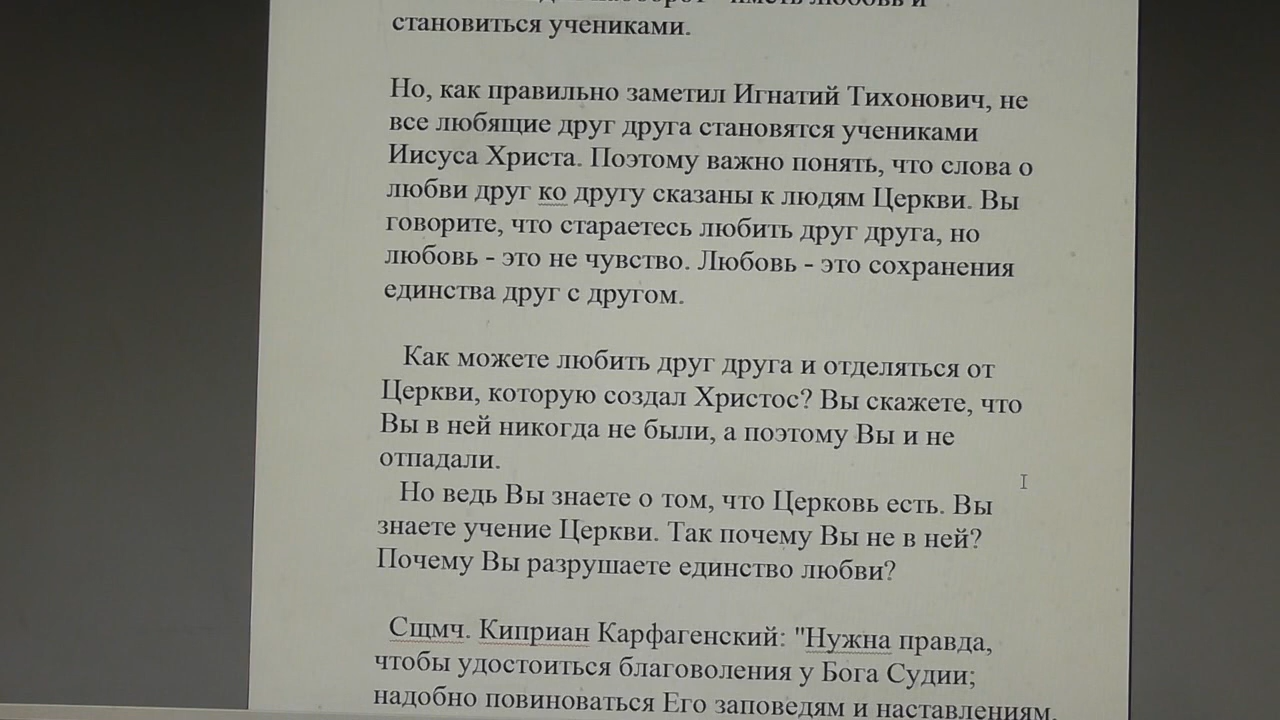 иметь любовь и
становиться учениками.
Но, как правильно заметил Игнатий Тихонович, не
все любящие друг друга становятся учениками
Иисуса Христа. Поэтому важно понять, что слова о
любви друг ко другу сказаны к людям Церкви. Вы
говорите, что стараетесь любить друг друга, но
любовь - это не чувство. Любовь - это сохранения
единства друг с другом.
Как можете любить друг друга и отделяться от
Церкви, которую создал Христос? Вы скажете, что
Вы в ней никогда не были, а поэтому Вы и не
отпадали.
Но ведь Вы знаете о том, что Церковь есть. Вы
знаете учение Церкви. Так почему Вы не в ней?
Почему Вы разрушаете единство любви?
Сщмч. Киприан Карфагенский: "Нужна правда,
чтобы удостоиться благоволения у Бога Судии;
надобно повиноваться Его заповедям и наставлениям,